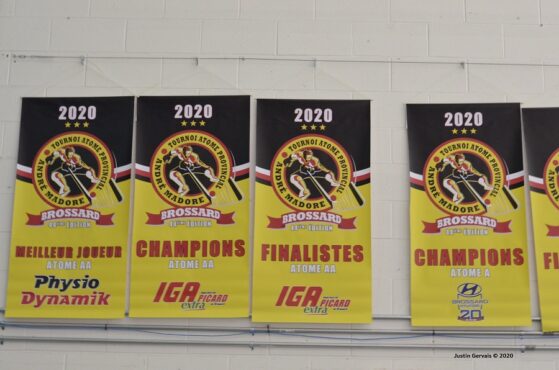 2020
TOURNOI ATOME PROVINCIAL
ANDRÉ MADORE
BROSSARD
MEILLEUR JOUEUR
ATOME AA
Physio
Dynamik
2020
TOURNOI ATOME PROVINCIAL
ANDRÉ MADORE
BROSSARD
CHAMPIONS
ATOME AA
IGA
extra
PICARD
2020
TOURNOI ATOME PROVINCIAL
ANDRÉ MADORE
BROSSARD
FINALISTES
ATOME AA
IGA
extra
PICARD
2020
TOURNOI ATOME PROVINCIAL
ANDRÉ MADORE
BROSSARD
CHAMPIONS
ATOME A
BROSSARD
20
Justin Gervais © 2020